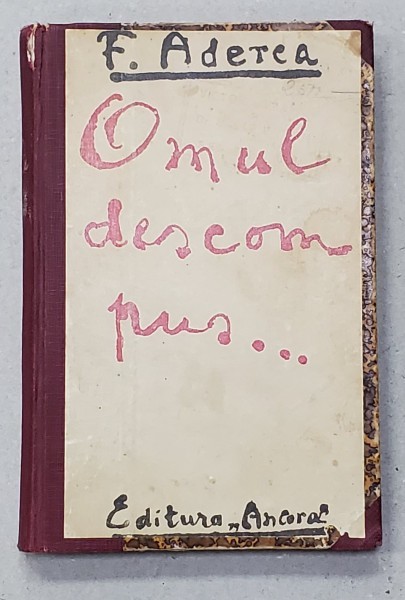 F. Aderca
Omul
descom
pus...
Editura „Ancora"